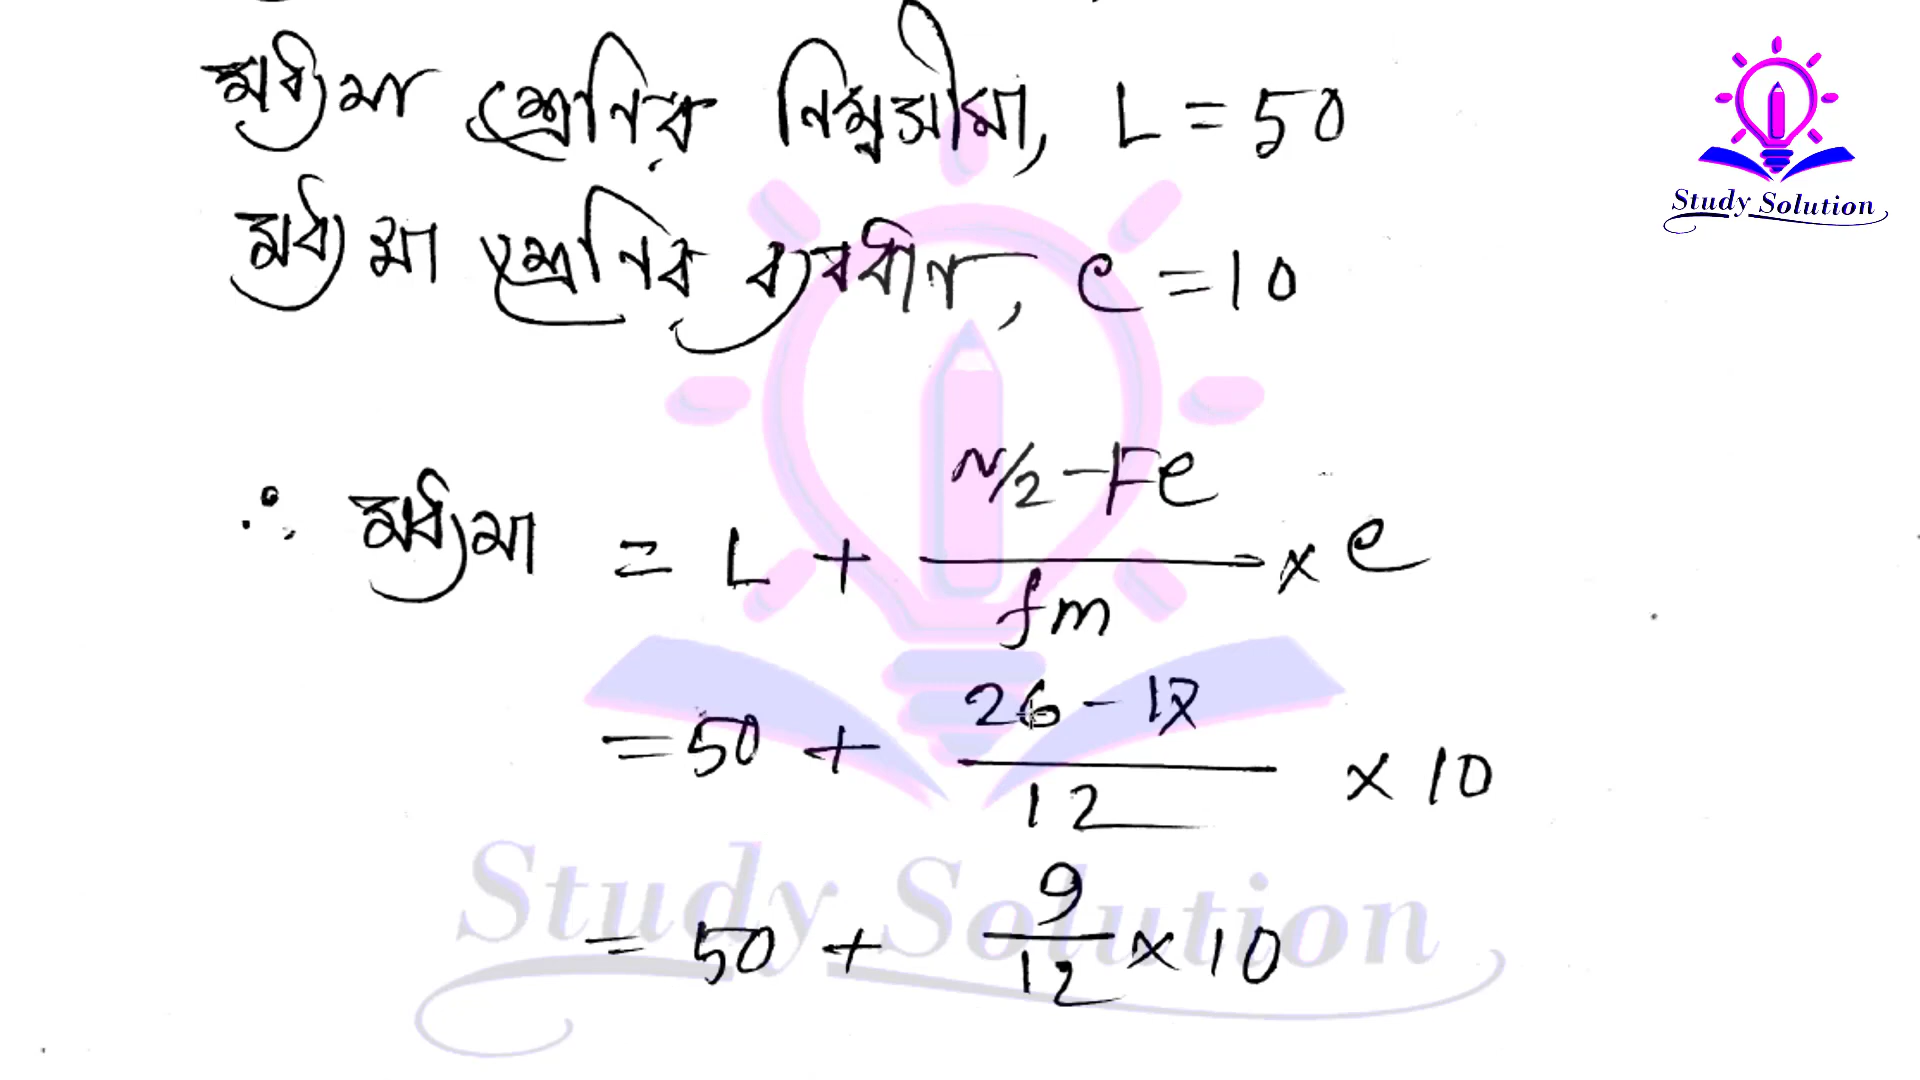 মধ্যমা শ্রেণির নিম্নসীমা, L = 50
Study Solution
মধ্যমা শ্রেণির ব্যবধান, c = 10
∴ মধ্যমা = L + (N/2 - Fc)/fm × c
= 50 + (26 - 17)/12 × 10
= 50 + 9/12 × 10
Study Solution